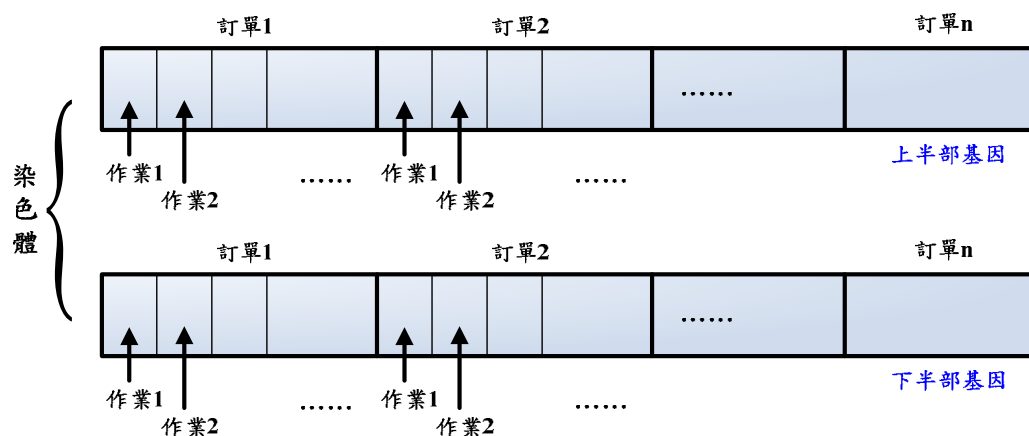 訂單1 訂單2 訂單n
......
上半部基因
作業1 ...... 作業1 ......
作業2 作業2
染色體
訂單1 訂單2 訂單n
......
下半部基因
作業1 ...... 作業1 ......
作業2 作業2